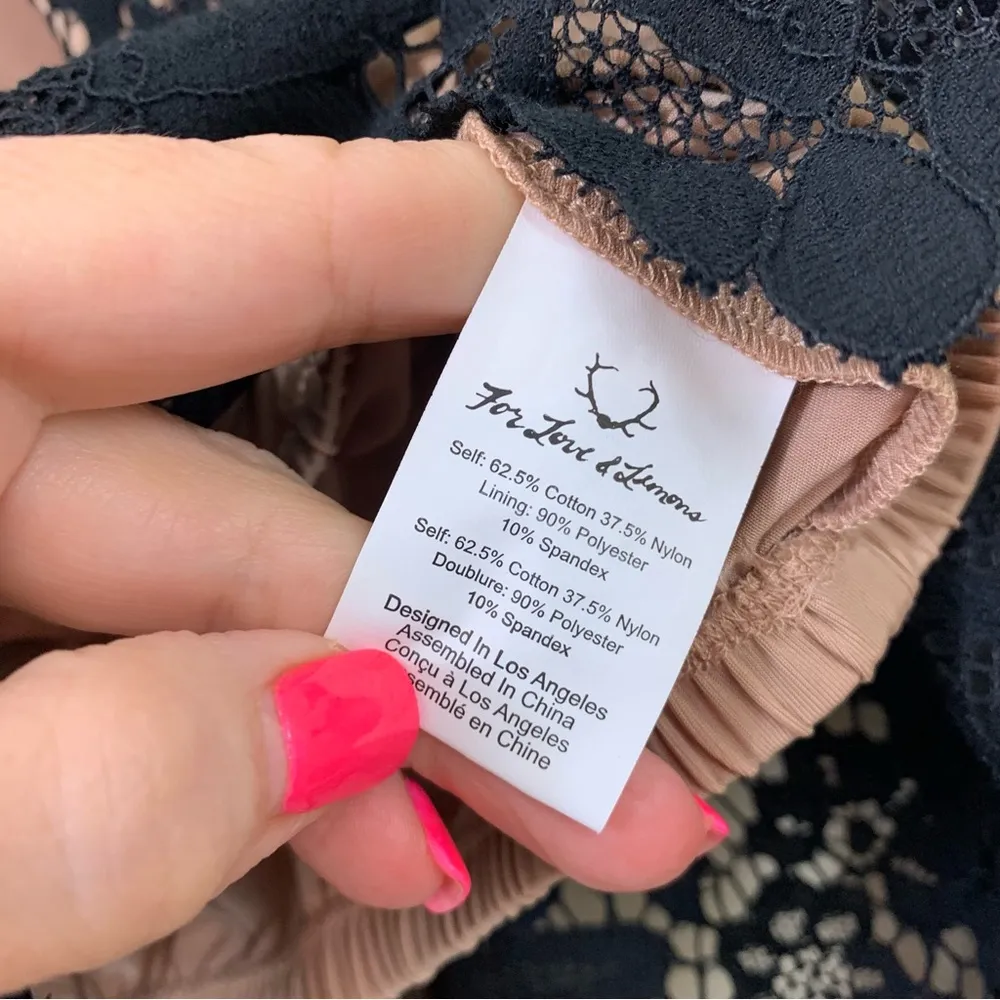 For Love & Lemons
Self: 62.5% Cotton 37.5% Nylon
Lining: 90% Polyester
10% Spandex
Self: 62.5% Cotton 37.5% Nylon
Doublure: 90% Polyester
10% Spandex
Designed In Los Angeles
Assembled In China
Conçu à Los Angeles
semblé en Chine